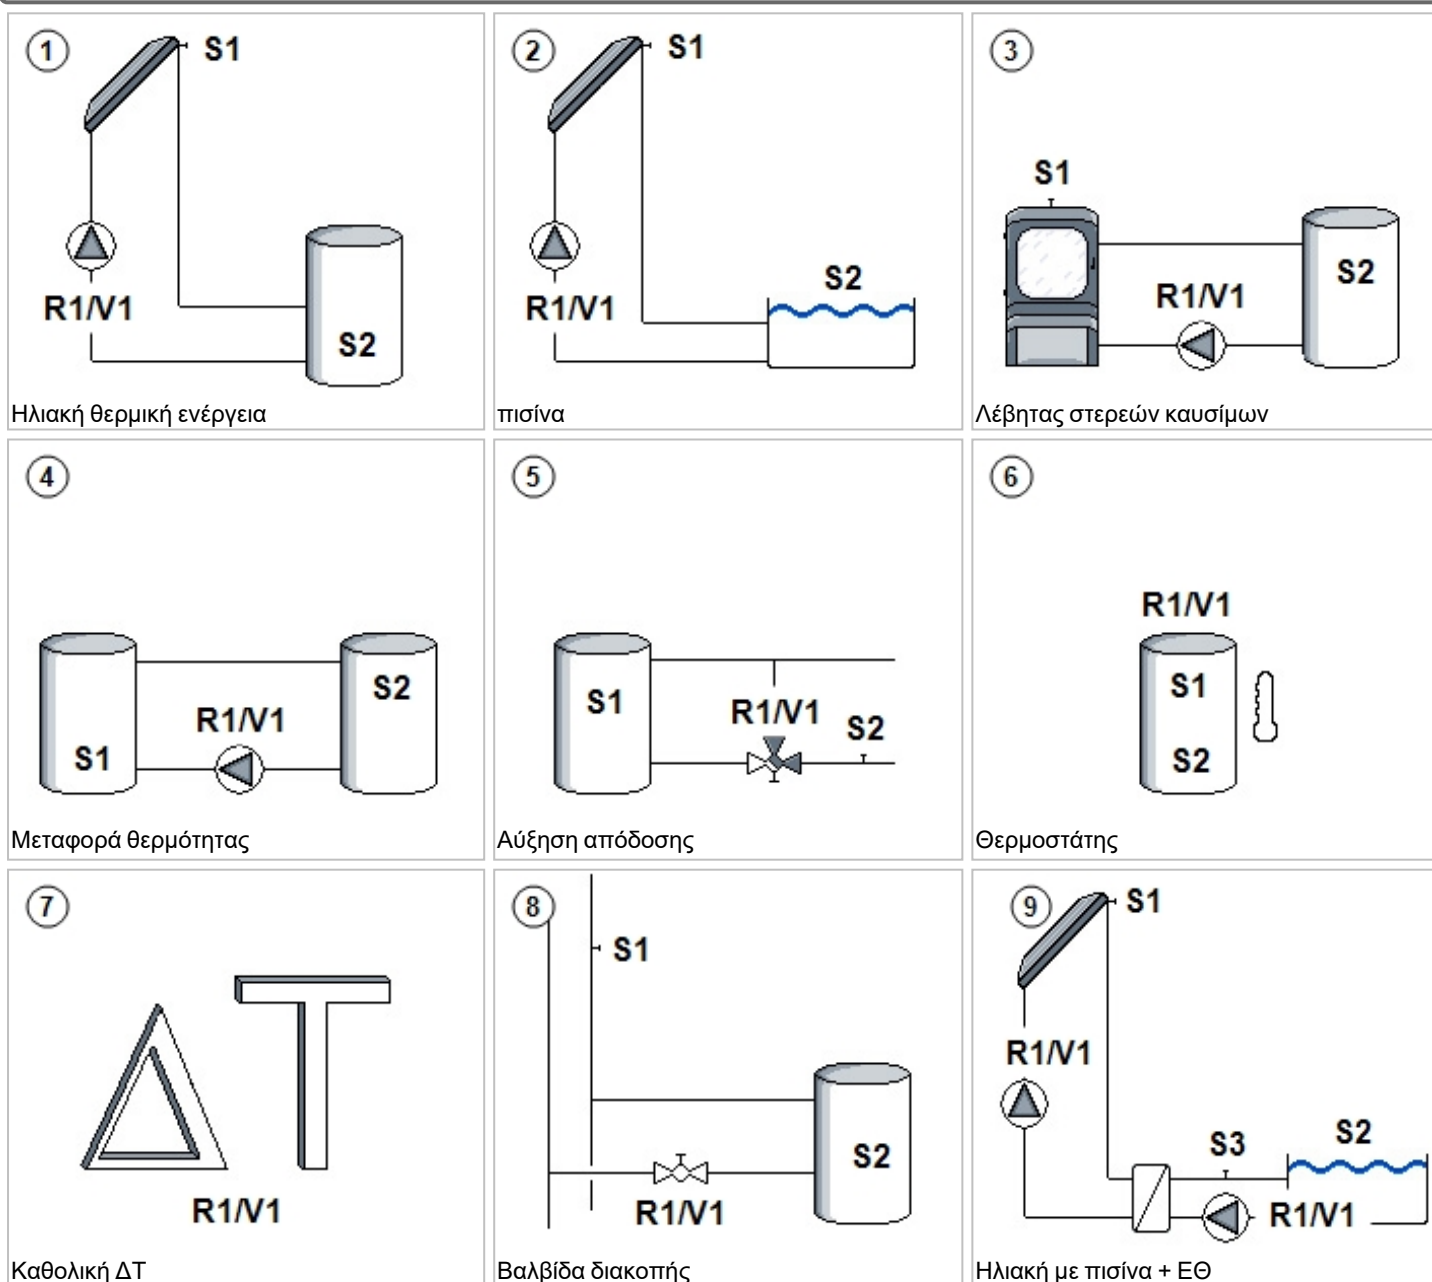 1
S1
R1/V1
S2
Ηλιακή θερμική ενέργεια
2
S1
S2
R1/V1
πισίνα
3
S1
S2
R1/V1
Λέβητας στερεών καυσίμων
4
S2
R1/V1
S1
Μεταφορά θερμότητας
5
S1
R1/V1
S2
Αύξηση απόδοσης
6
R1/V1
S1
S2
Θερμοστάτης
7
ΔT
R1/V1
Καθολική ΔΤ
8
S1
S2
R1/V1
Βαλβίδα διακοπής
9
S1
R1/V1
S3
S2
R1/V1
Ηλιακή με πισίνα + ΕΘ